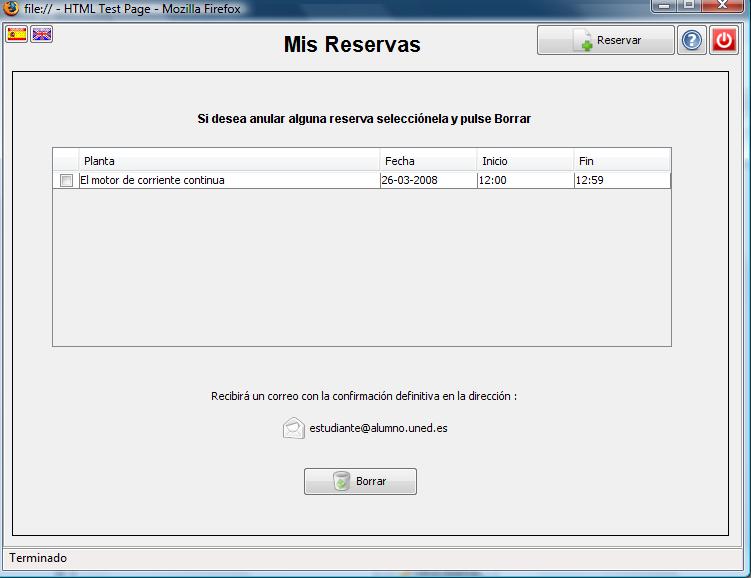 file:// - HTML Test Page - Mozilla Firefox
Mis Reservas
Reservar
?
Si desea anular alguna reserva selecciónela y pulse Borrar
Planta Fecha Inicio Fin
El motor de corriente continua 26-03-2008 12:00 12:59
Recibirá un correo con la confirmación definitiva en la dirección :
estudiante@alumno.uned.es
Borrar
Terminado